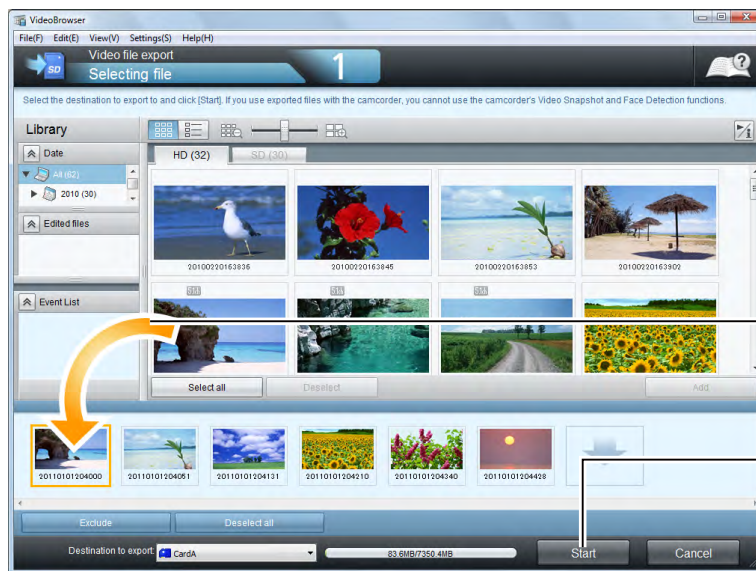 VideoBrowser
File(F) Edit(E) View(V) Settings(S) Help(H)
SD
Video file export
Selecting file
1
?
Select the destination to export to and click [Start]. If you use exported files with the camcorder, you cannot use the camcorder's Video Snapshot and Face Detection functions.
Library
Date
All (62)
2010 (30)
Edited files
Event List
HD (32) SD (30)
20100220163836 20100220163845 20100220163853 20100220163902
Select all Deselect Add
20110101204000 20110101204051 20110101204131 20110101204210 20110101204340 20110101204428
Exclude Deselect all
Destination to export: CardA 83.6MB/7350.4MB Start Cancel